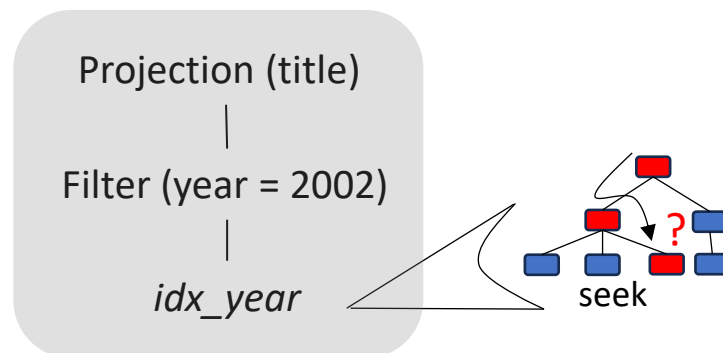 Projection (title)
Filter (year = 2002)
idx_year
?
seek